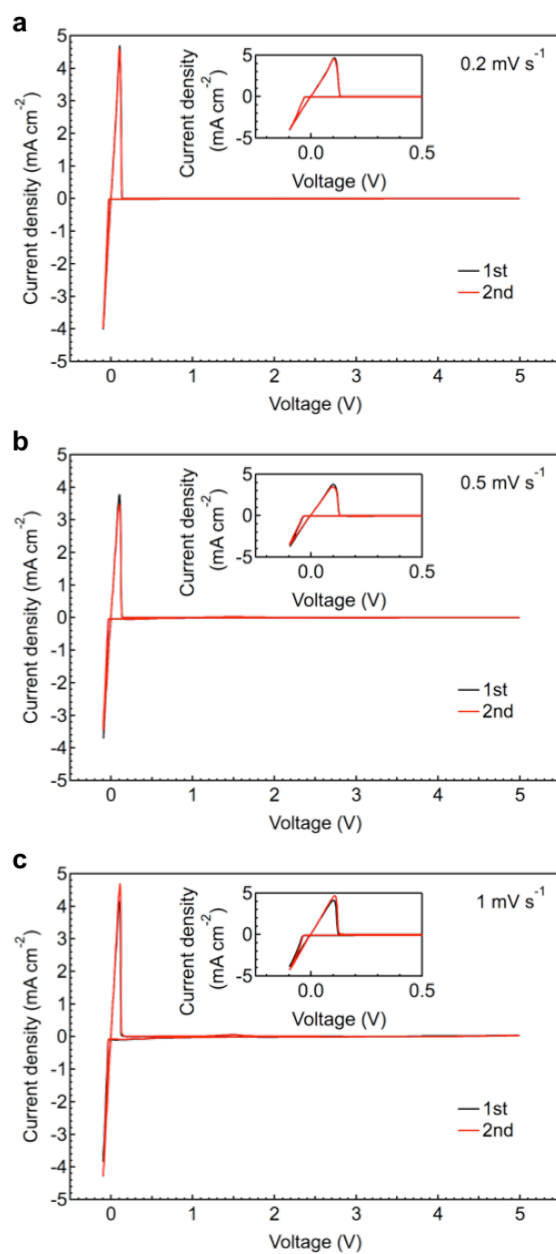 a
5
4
3
2
1
0
-1
-2
-3
-4
-5
Current density (mA cm⁻²)
0 1 2 3 4 5
Voltage (V)
Current density
(mA cm⁻²)
5
0
-5
0.0 0.5
Voltage (V)
0.2 mV s⁻¹
1st
2nd
b
5
4
3
2
1
0
-1
-2
-3
-4
-5
Current density (mA cm⁻²)
0 1 2 3 4 5
Voltage (V)
Current density
(mA cm⁻²)
5
0
-5
0.0 0.5
Voltage (V)
0.5 mV s⁻¹
1st
2nd
c
5
4
3
2
1
0
-1
-2
-3
-4
-5
Current density (mA cm⁻²)
0 1 2 3 4 5
Voltage (V)
Current density
(mA cm⁻²)
5
0
-5
0.0 0.5
Voltage (V)
1 mV s⁻¹
1st
2nd